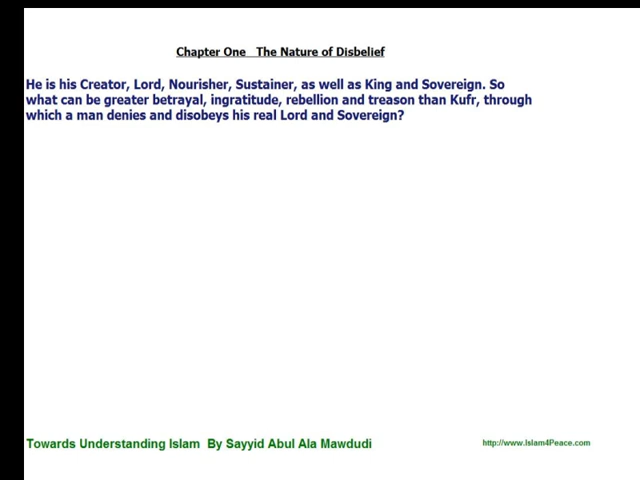 Chapter One   The Nature of Disbelief
He is his Creator, Lord, Nourisher, Sustainer, as well as King and Sovereign. So
what can be greater betrayal, ingratitude, rebellion and treason than Kufr, through
which a man denies and disobeys his real Lord and Sovereign?
Towards Understanding Islam  By Sayyid Abul Ala Mawdudi
http://www.Islam4Peace.com